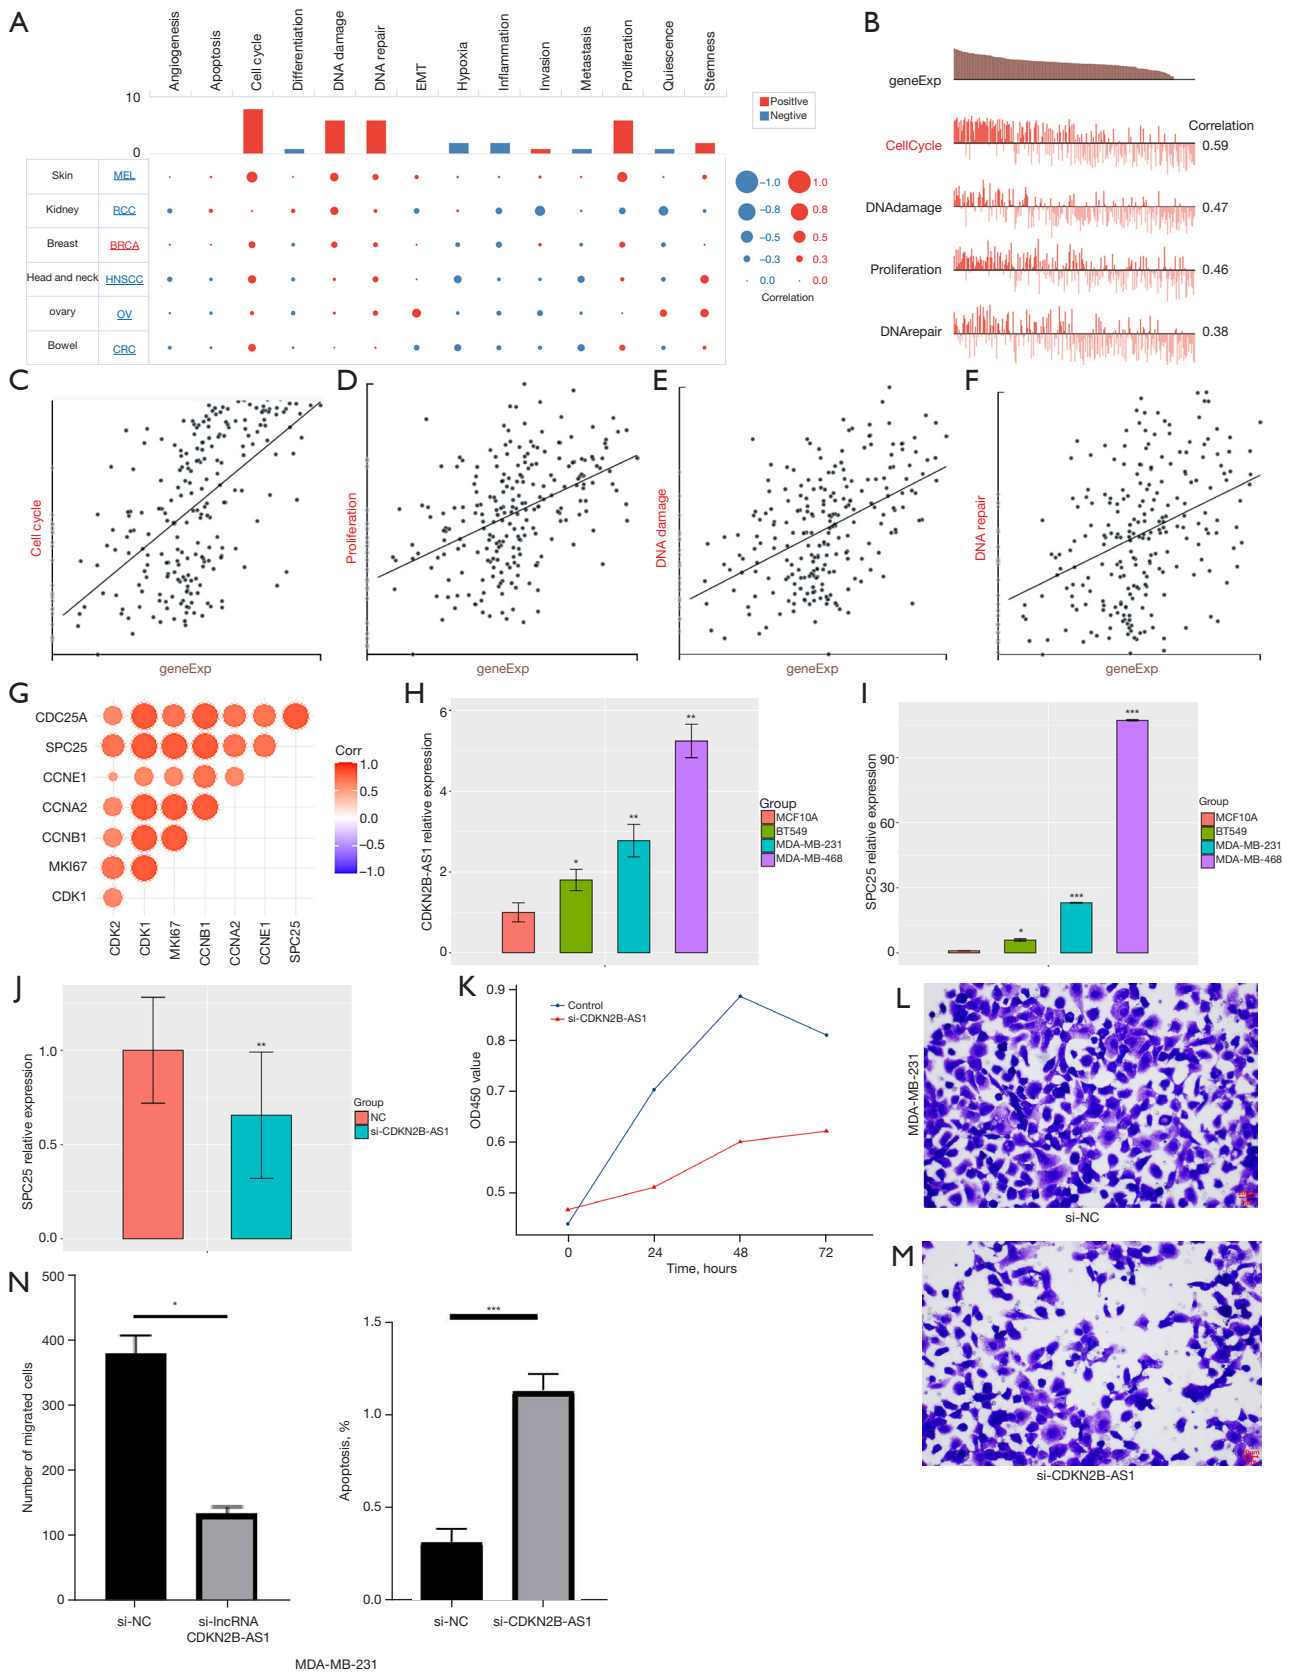 A
Angiogenesis
Apoptosis
Cell cycle
Differentiation
DNA damage
DNA repair
EMT
Hypoxia
Inflammation
Invasion
Metastasis
Proliferation
Quiescence
Stemness
10
0
Positlve
Negtlve
Skin MEL
Kidney RCC
Breast BRCA
Head and neck HNSCC
ovary OV
Bowel CRC
−1.0 1.0
−0.8 0.8
−0.5 0.5
−0.3 0.3
0.0 0.0
Correlation
B
geneExp
Correlation
CellCycle 0.59
DNAdamage 0.47
Proliferation 0.46
DNArepair 0.38
C
Cell cycle
geneExp
D
Proliferation
geneExp
E
DNA damage
geneExp
F
DNA repair
geneExp
G
CDC25A
SPC25
CCNE1
CCNA2
CCNB1
MKI67
CDK1
CDK2
CDK1
MKI67
CCNB1
CCNA2
CCNE1
SPC25
Corr
1.0
0.5
0.0
−0.5
−1.0
H
CDKN2B-AS1 relative expression
6
4
2
0
*
**
**
Group
MCF10A
BT549
MDA-MB-231
MDA-MB-468
I
SPC25 relative expression
90
60
30
0
*
***
***
Group
MCF10A
BT549
MDA-MB-231
MDA-MB-468
J
SPC25 relative expression
1.0
0.5
0.0
**
Group
NC
si-CDKN2B-AS1
K
OD450 value
0.9
0.8
0.7
0.6
0.5
Control
si-CDKN2B-AS1
0 24 48 72
Time, hours
L
MDA-MB-231
si-NC
M
si-CDKN2B-AS1
N
Number of migrated cells
500
400
300
200
100
0
*
si-NC
si-lncRNA
CDKN2B-AS1
Apoptosis, %
1.5
1.0
0.5
0.0
***
si-NC si-CDKN2B-AS1
MDA-MB-231